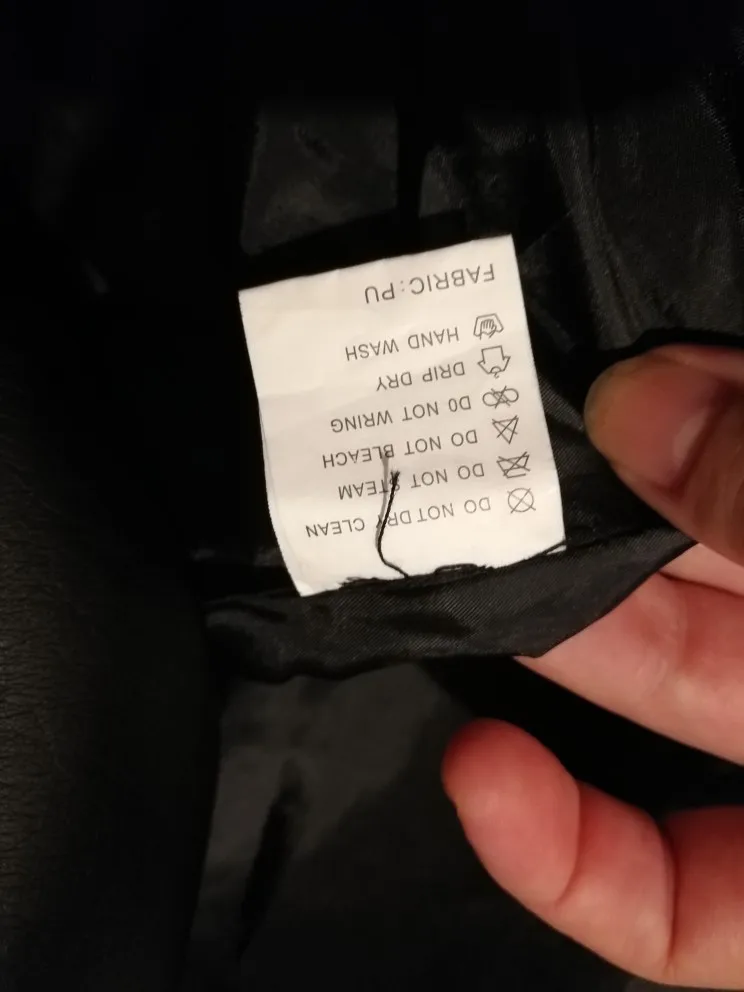 FABRIC:PU
HAND WASH
DRIP DRY
DO NOT WRING
DO NOT BLEACH
DO NOT STEAM
DO NOT DRY CLEAN